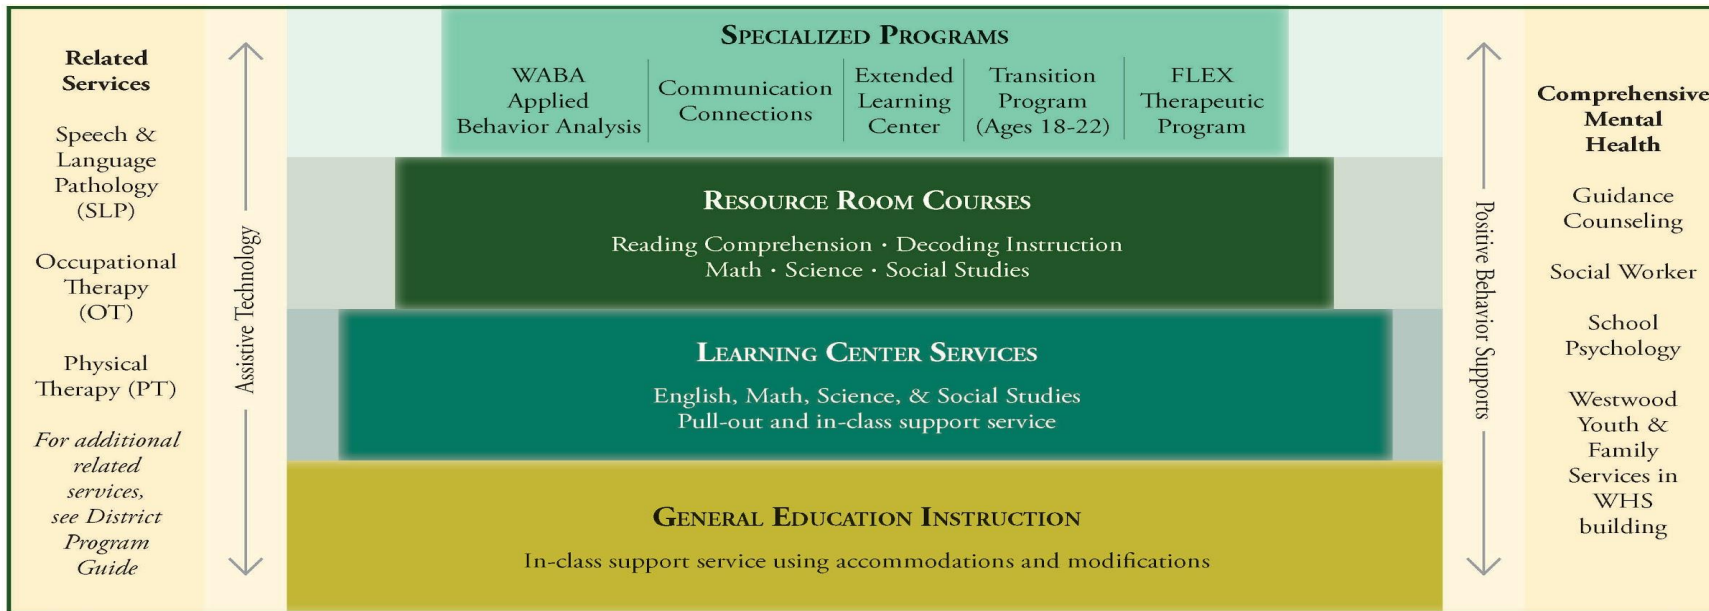 Related
Services
Speech &
Language
Pathology
(SLP)
Occupational
Therapy
(OT)
Physical
Therapy (PT)
For additional
related
services,
see District
Program
Guide
Assistive Technology
SPECIALIZED PROGRAMS
WABA
Applied
Behavior Analysis
Communication
Connections
Extended
Learning
Center
Transition
Program
(Ages 18-22)
FLEX
Therapeutic
Program
RESOURCE ROOM COURSES
Reading Comprehension · Decoding Instruction
Math · Science · Social Studies
LEARNING CENTER SERVICES
English, Math, Science, & Social Studies
Pull-out and in-class support service
GENERAL EDUCATION INSTRUCTION
In-class support service using accommodations and modifications
Positive Behavior Supports
Comprehensive
Mental
Health
Guidance
Counseling
Social Worker
School
Psychology
Westwood
Youth &
Family
Services in
WHS
building